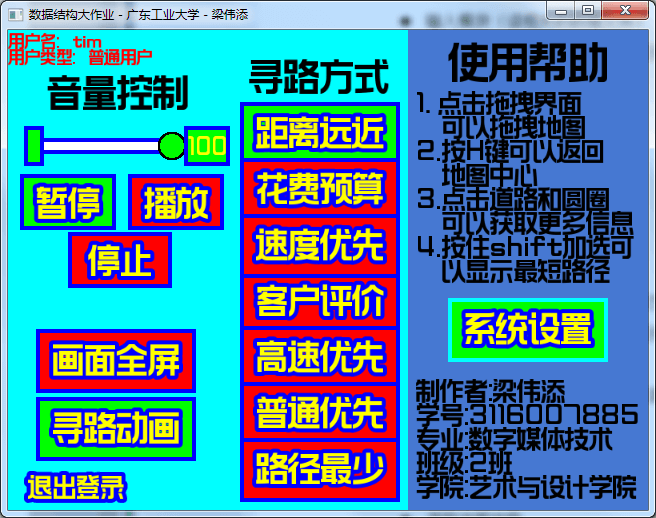 数据结构大作业 - 广东工业大学 - 梁伟添
用户名: tim
用户类型: 普通用户
音量控制
100
暂停
播放
停止
画面全屏
寻路动画
退出登录
寻路方式
距离远近
花费预算
速度优先
客户评价
高速优先
普通优先
路径最少
使用帮助
1. 点击拖拽界面
可以拖拽地图
2.按H键可以返回
地图中心
3.点击道路和圆圈
可以获取更多信息
4.按住shift加选可
以显示最短路径
系统设置
制作者:梁伟添
学号:3116007885
专业:数字媒体技术
班级:2班
学院:艺术与设计学院